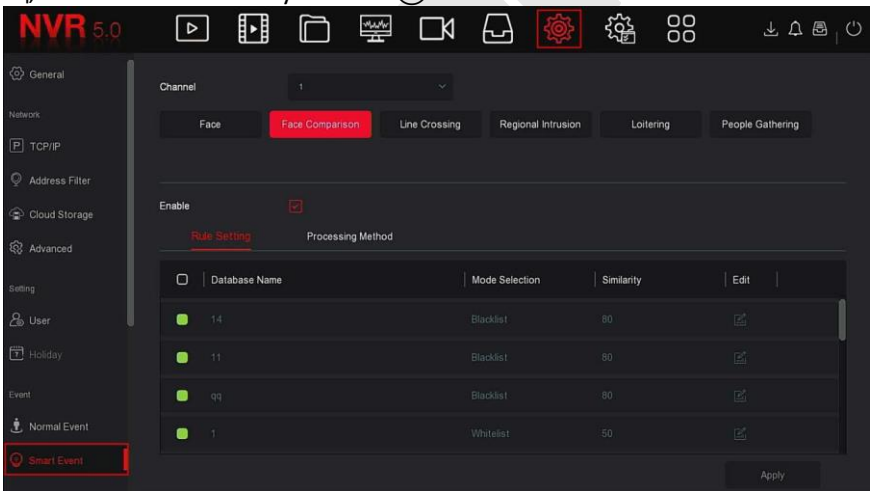 NVR 5.0
General
Channel 1
Network
Face Face Comparison Line Crossing Regional Intrusion Loitering People Gathering
TCP/IP
Address Filter
Enable
Cloud Storage
Rule Setting Processing Method
Advanced
Database Name Mode Selection Similarity Edit
Setting
User
14 Blacklist 80
Holiday
11 Blacklist 80
Event
qq Blacklist 80
Normal Event
1 Whitelist 50
Smart Event
Apply